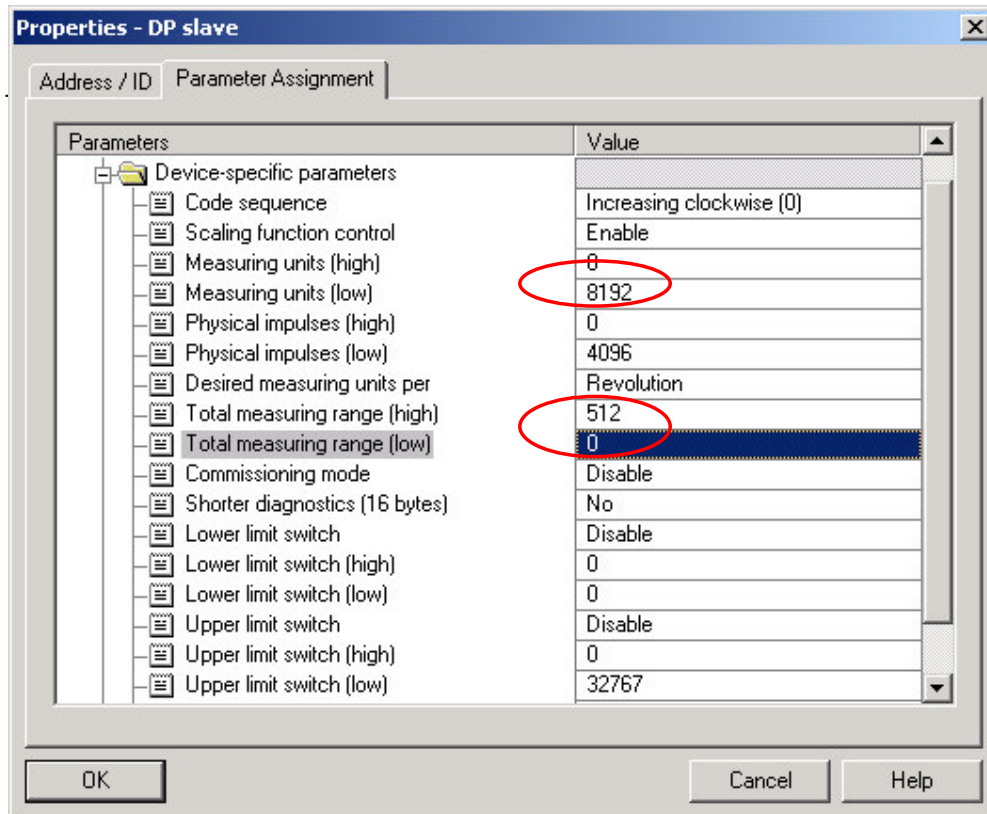 Properties - DP slave
Address / ID Parameter Assignment
Parameters Value
Device-specific parameters
Code sequence Increasing clockwise (0)
Scaling function control Enable
Measuring units (high) 0
Measuring units (low) 8192
Physical impulses (high) 0
Physical impulses (low) 4096
Desired measuring units per Revolution
Total measuring range (high) 512
Total measuring range (low) 0
Commissioning mode Disable
Shorter diagnostics (16 bytes) No
Lower limit switch Disable
Lower limit switch (high) 0
Lower limit switch (low) 0
Upper limit switch Disable
Upper limit switch (high) 0
Upper limit switch (low) 32767
OK Cancel Help